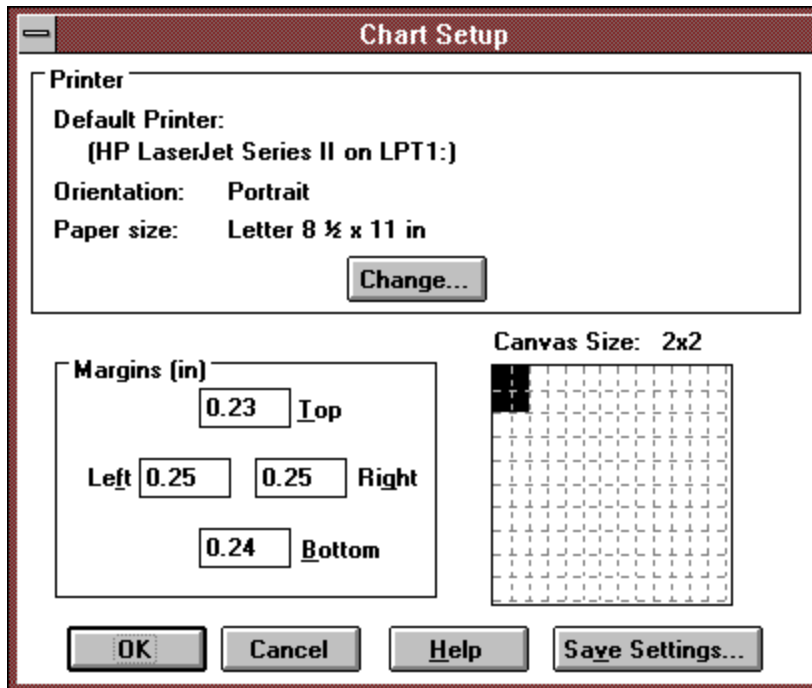 Chart Setup
Printer
Default Printer:
(HP LaserJet Series II on LPT1:)
Orientation: Portrait
Paper size: Letter 8 ½ x 11 in
Change...
Canvas Size: 2x2
Margins (in)
0.23 Top
Left 0.25 0.25 Right
0.24 Bottom
OK Cancel Help Save Settings...